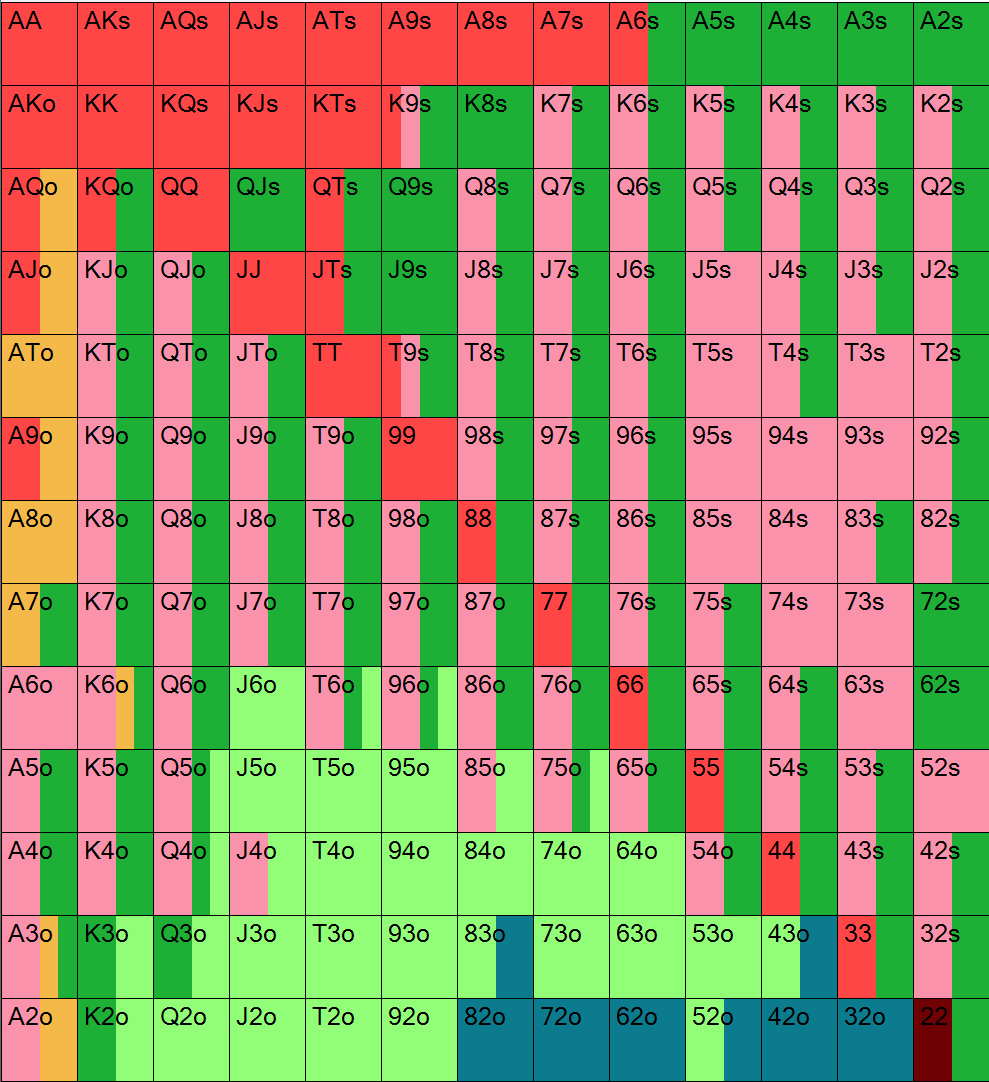 AA AKs AQs AJs ATs A9s A8s A7s A6s A5s A4s A3s A2s
AKo KK KQs KJs KTs K9s K8s K7s K6s K5s K4s K3s K2s
AQo KQo QQ QJs QTs Q9s Q8s Q7s Q6s Q5s Q4s Q3s Q2s
AJo KJo QJo JJ JTs J9s J8s J7s J6s J5s J4s J3s J2s
ATo KTo QTo JTo TT T9s T8s T7s T6s T5s T4s T3s T2s
A9o K9o Q9o J9o T9o 99 98s 97s 96s 95s 94s 93s 92s
A8o K8o Q8o J8o T8o 98o 88 87s 86s 85s 84s 83s 82s
A7o K7o Q7o J7o T7o 97o 87o 77 76s 75s 74s 73s 72s
A6o K6o Q6o J6o T6o 96o 86o 76o 66 65s 64s 63s 62s
A5o K5o Q5o J5o T5o 95o 85o 75o 65o 55 54s 53s 52s
A4o K4o Q4o J4o T4o 94o 84o 74o 64o 54o 44 43s 42s
A3o K3o Q3o J3o T3o 93o 83o 73o 63o 53o 43o 33 32s
A2o K2o Q2o J2o T2o 92o 82o 72o 62o 52o 42o 32o 22